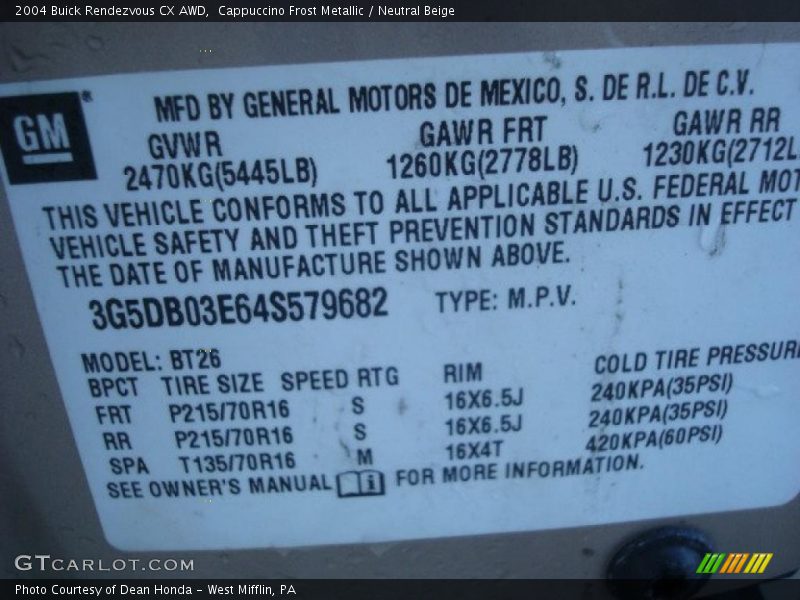 2004 Buick Rendezvous CX AWD,  Cappuccino Frost Metallic / Neutral Beige
GM®
MFD BY GENERAL MOTORS DE MEXICO, S. DE R.L. DE C.V.
GVWR GAWR FRT GAWR RR
2470KG(5445LB) 1260KG(2778LB) 1230KG(2712L
THIS VEHICLE CONFORMS TO ALL APPLICABLE U.S. FEDERAL MOT
VEHICLE SAFETY AND THEFT PREVENTION STANDARDS IN EFFECT
THE DATE OF MANUFACTURE SHOWN ABOVE.
3G5DB03E64S579682 TYPE: M.P.V.
MODEL: BT26
BPCT TIRE SIZE SPEED RTG RIM COLD TIRE PRESSURE
FRT P215/70R16 S 16X6.5J 240KPA(35PSI)
RR P215/70R16 S 16X6.5J 240KPA(35PSI)
SPA T135/70R16 M 16X4T 420KPA(60PSI)
SEE OWNER'S MANUAL i FOR MORE INFORMATION.
GTCARLOT.COM
Photo Courtesy of Dean Honda - West Mifflin, PA